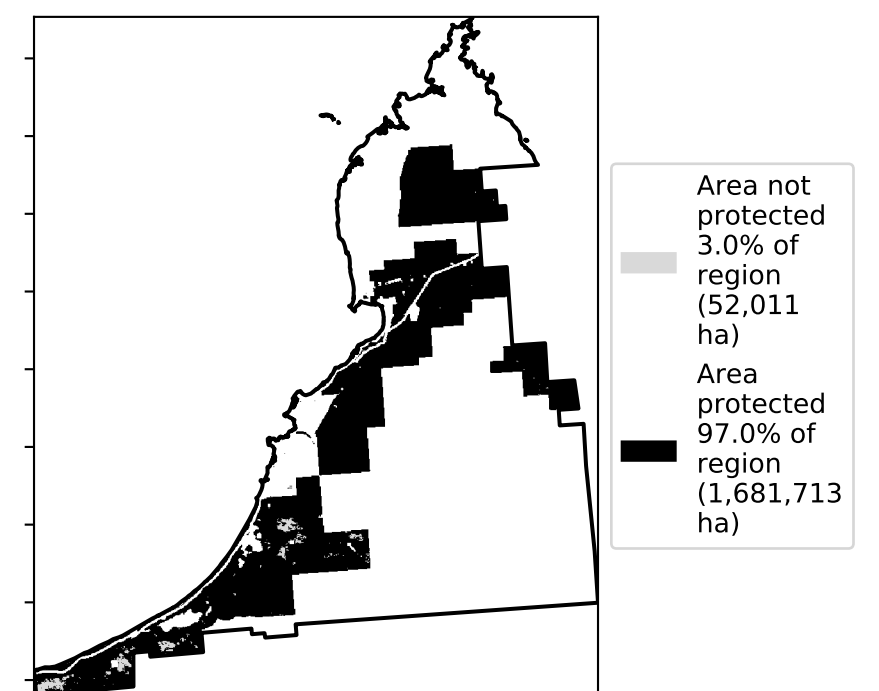 Area not
protected
3.0% of
region
(52,011
ha)
Area
protected
97.0% of
region
(1,681,713
ha)